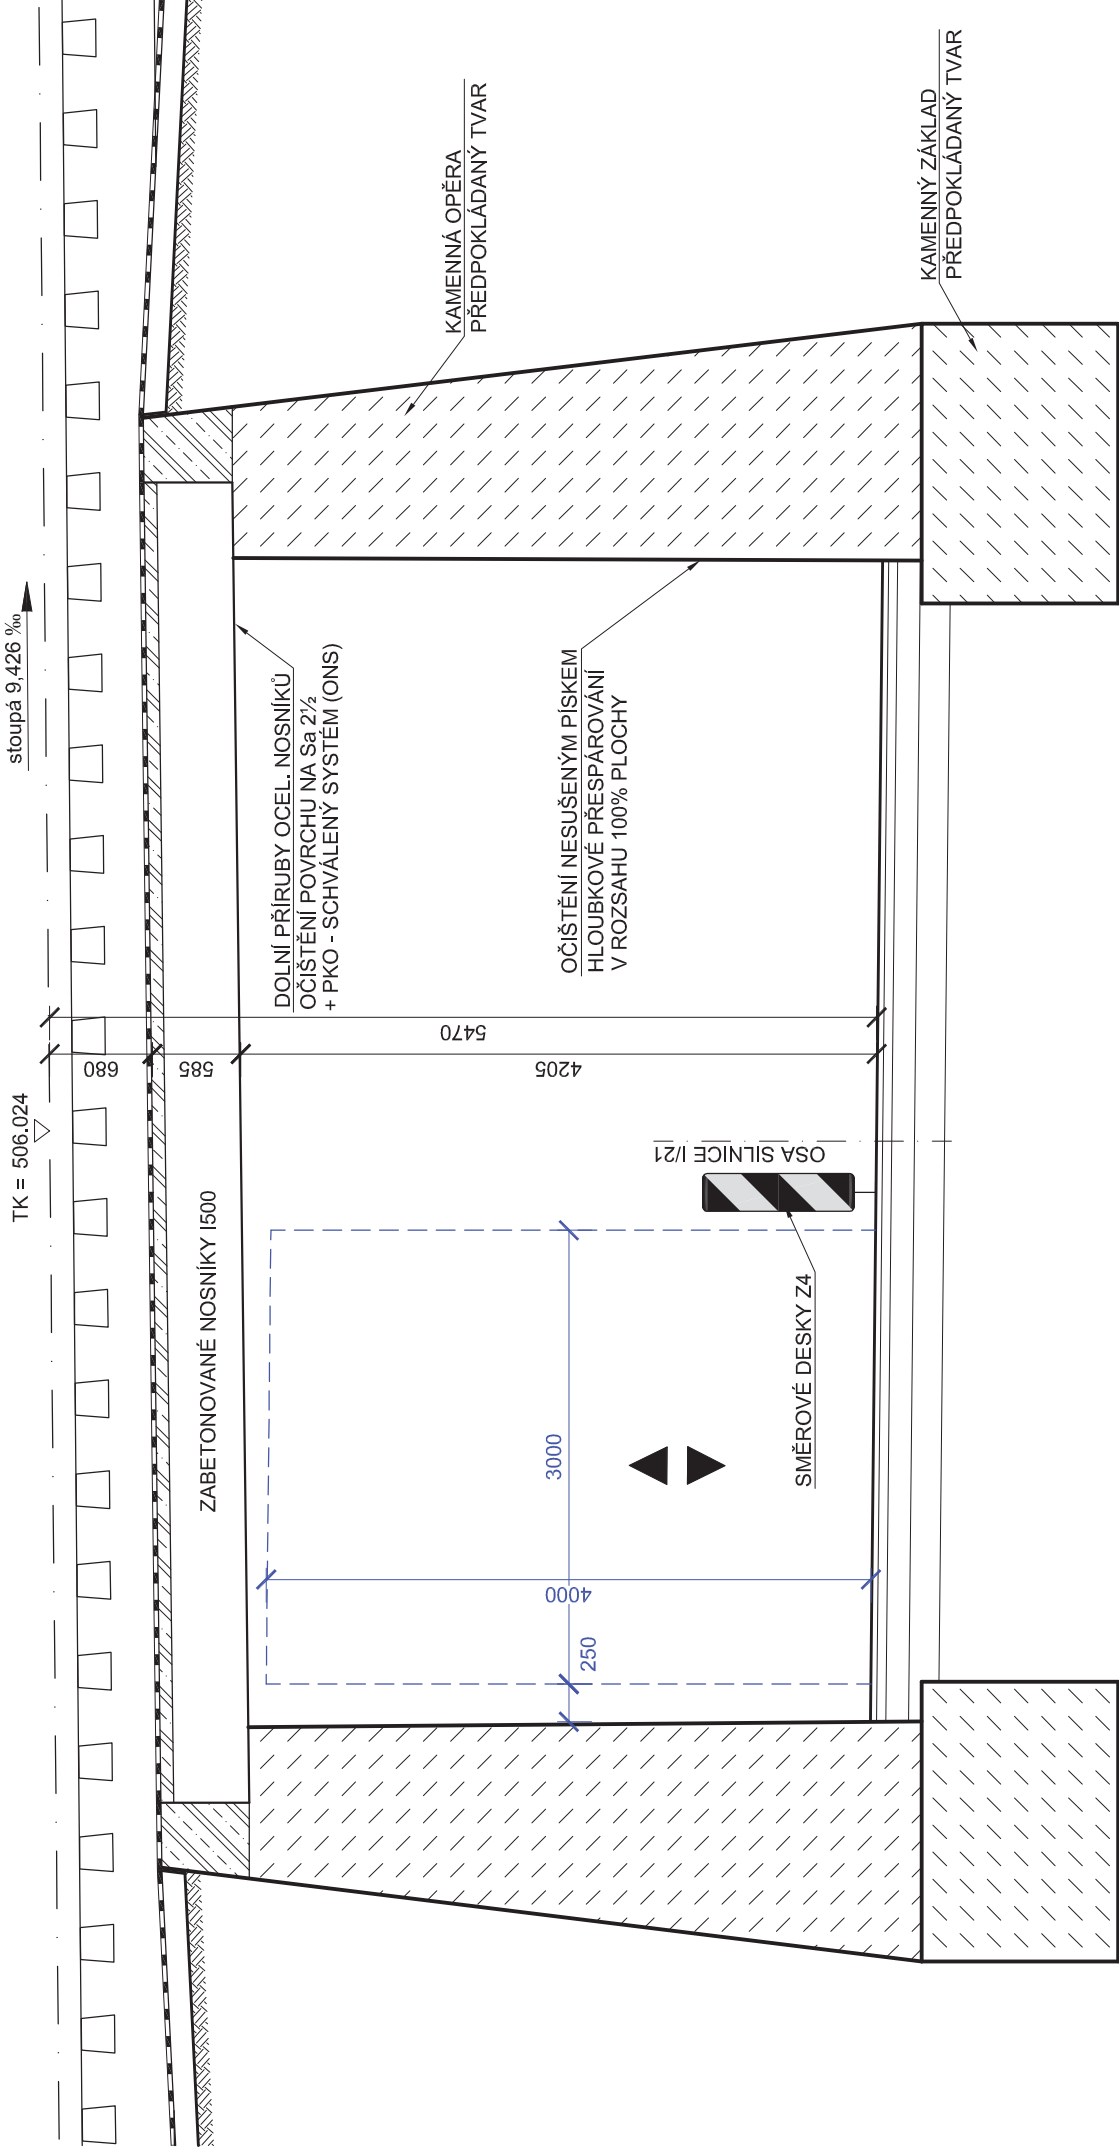 stoupá 9,426 ‰
TK = 506.024
680
585
5470
4205
ZABETONOVANÉ NOSNÍKY I500
DOLNÍ PŘÍRUBY OCEL. NOSNÍKŮ
OČIŠTĚNÍ POVRCHU NA Sa 2½
+ PKO - SCHVÁLENÝ SYSTÉM (ONS)
KAMENNÁ OPĚRA
PŘEDPOKLÁDANÝ TVAR
3000
4000
250
OČIŠTĚNÍ NESUŠENÝM PÍSKEM
HLOUBKOVÉ PŘESPÁROVÁNÍ
V ROZSAHU 100% PLOCHY
OSA SILNICE I/21
SMĚROVÉ DESKY Z4
KAMENNÝ ZÁKLAD
PŘEDPOKLÁDANÝ TVAR